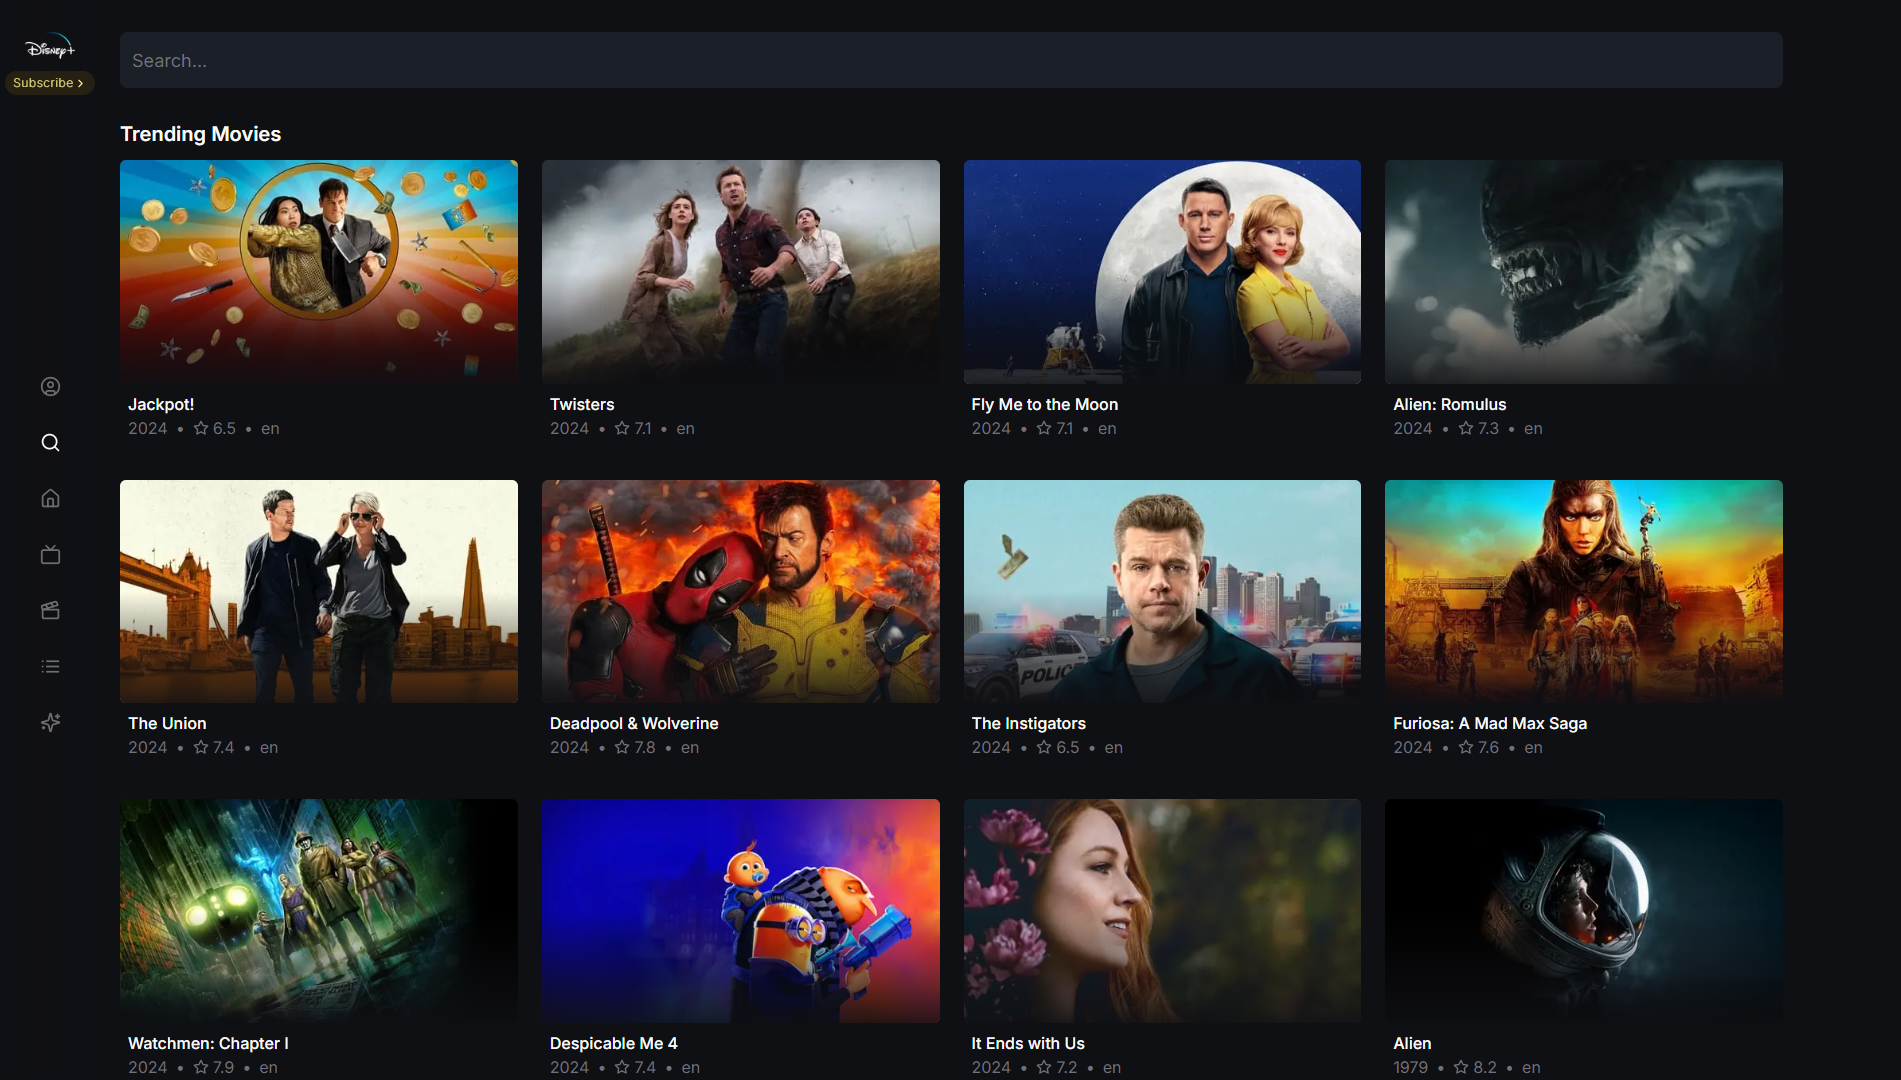 Disney+
Subscribe >
Search...
Trending Movies
Jackpot!
2024 • ☆ 6.5 • en
Twisters
2024 • ☆ 7.1 • en
Fly Me to the Moon
2024 • ☆ 7.1 • en
Alien: Romulus
2024 • ☆ 7.3 • en
POLIC
The Union
2024 • ☆ 7.4 • en
Deadpool & Wolverine
2024 • ☆ 7.8 • en
The Instigators
2024 • ☆ 6.5 • en
Furiosa: A Mad Max Saga
2024 • ☆ 7.6 • en
Watchmen: Chapter I
2024 • ☆ 7.9 • en
Despicable Me 4
2024 • ☆ 7.4 • en
It Ends with Us
2024 • ☆ 7.2 • en
Alien
1979 • ☆ 8.2 • en